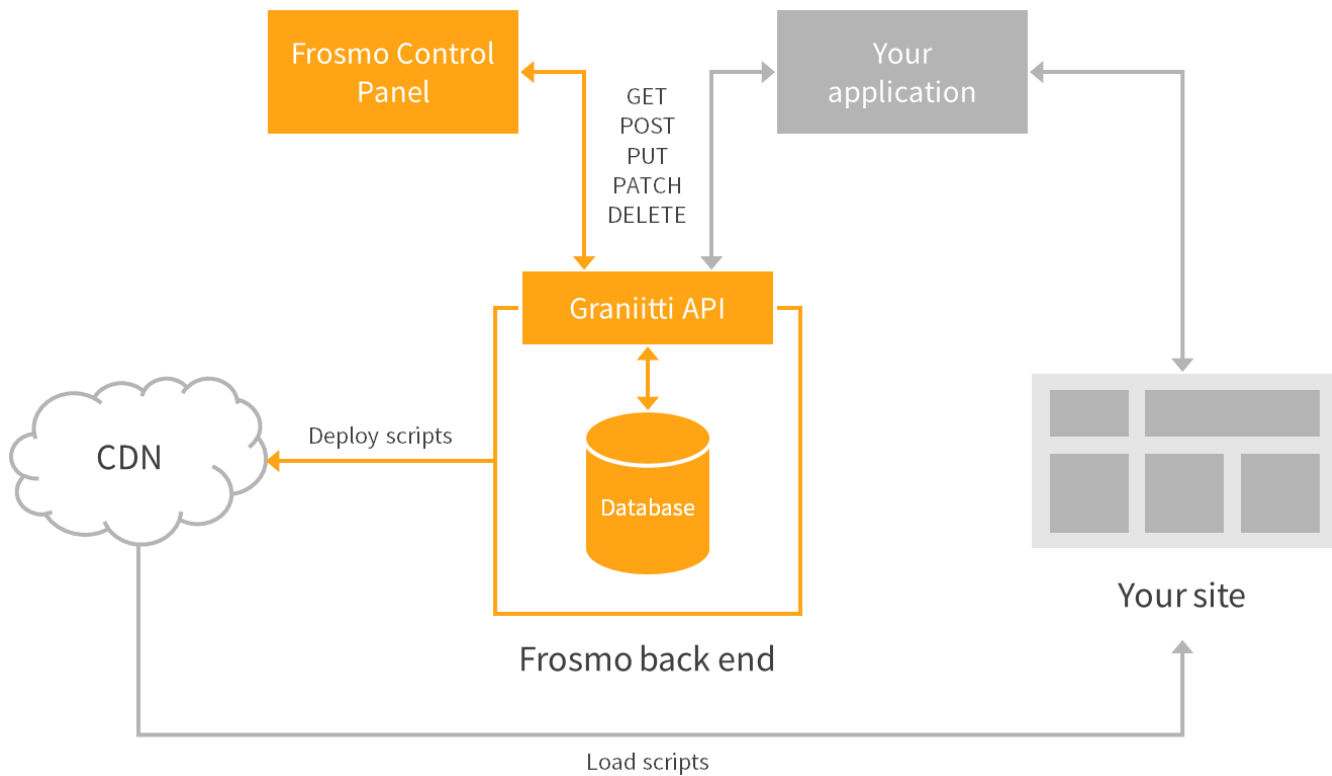 Frosmo Control
Panel
Your
application
GET
POST
PUT
PATCH
DELETE
Graniitti API
CDN
Deploy scripts
Database
Your site
Frosmo back end
Load scripts